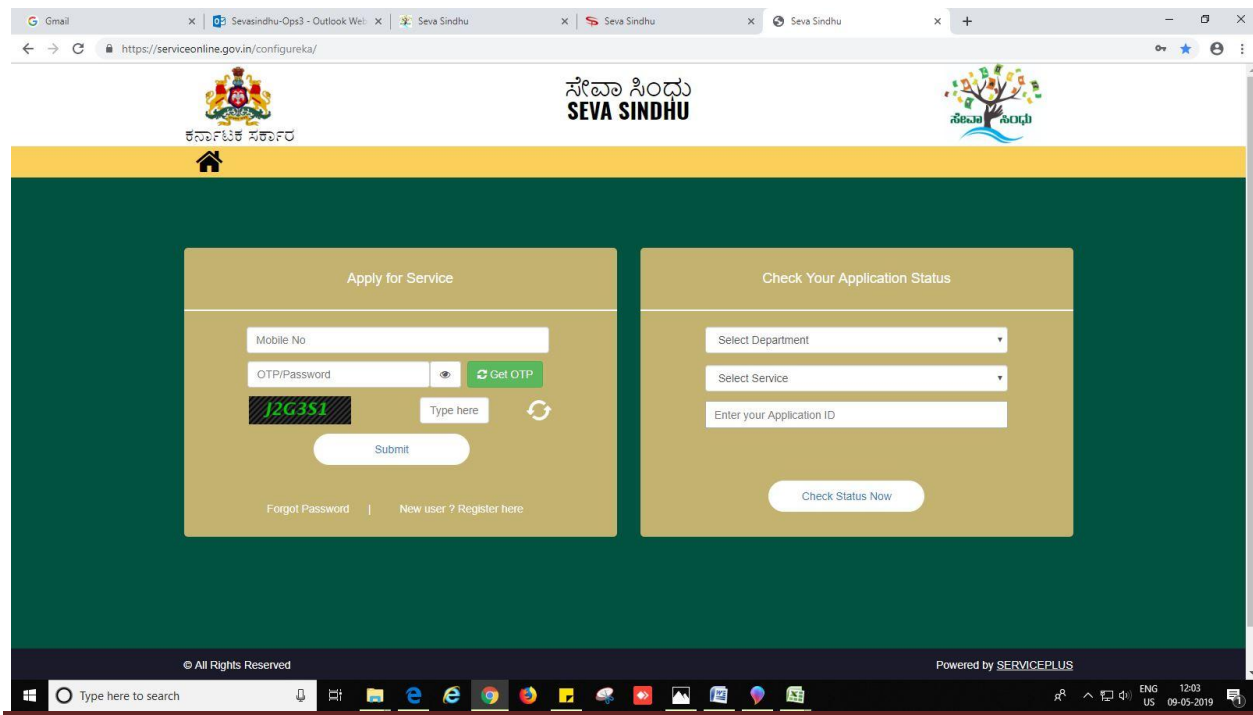 Gmail
Sevasindhu-Ops3 - Outlook Web
Seva Sindhu
Seva Sindhu
Seva Sindhu
https://serviceonline.gov.in/configureka/
ಕರ್ನಾಟಕ ಸರ್ಕಾರ
ಸೇವಾ ಸಿಂಧು
SEVA SINDHU
ಸೇವಾ ಸಿಂಧು
Apply for Service
Mobile No
OTP/Password
Get OTP
J2G3S1
Type here
Submit
Forgot Password | New user ? Register here
Check Your Application Status
Select Department
Select Service
Enter your Application ID
Check Status Now
© All Rights Reserved
Powered by SERVICEPLUS
Type here to search
ENG
US
12:03
09-05-2019
1